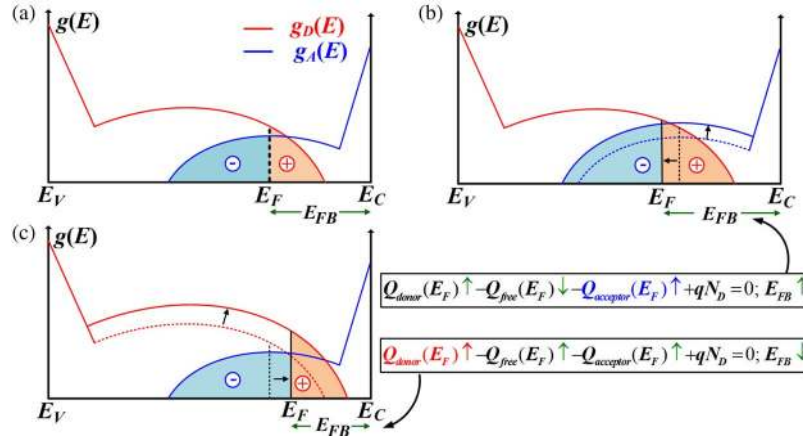 (a)
g(E)
g_D(E)
g_A(E)
−
+
E_V
E_F
E_C
E_FB
(b)
g(E)
−
+
E_V
E_F
E_C
E_FB
(c)
g(E)
−
+
E_V
E_F
E_C
E_FB
Q_donor(E_F)↑−Q_free(E_F)↓−Q_acceptor(E_F)↑+qN_D=0; E_FB↑
Q_donor(E_F)↑−Q_free(E_F)↑−Q_acceptor(E_F)↑+qN_D=0; E_FB↓